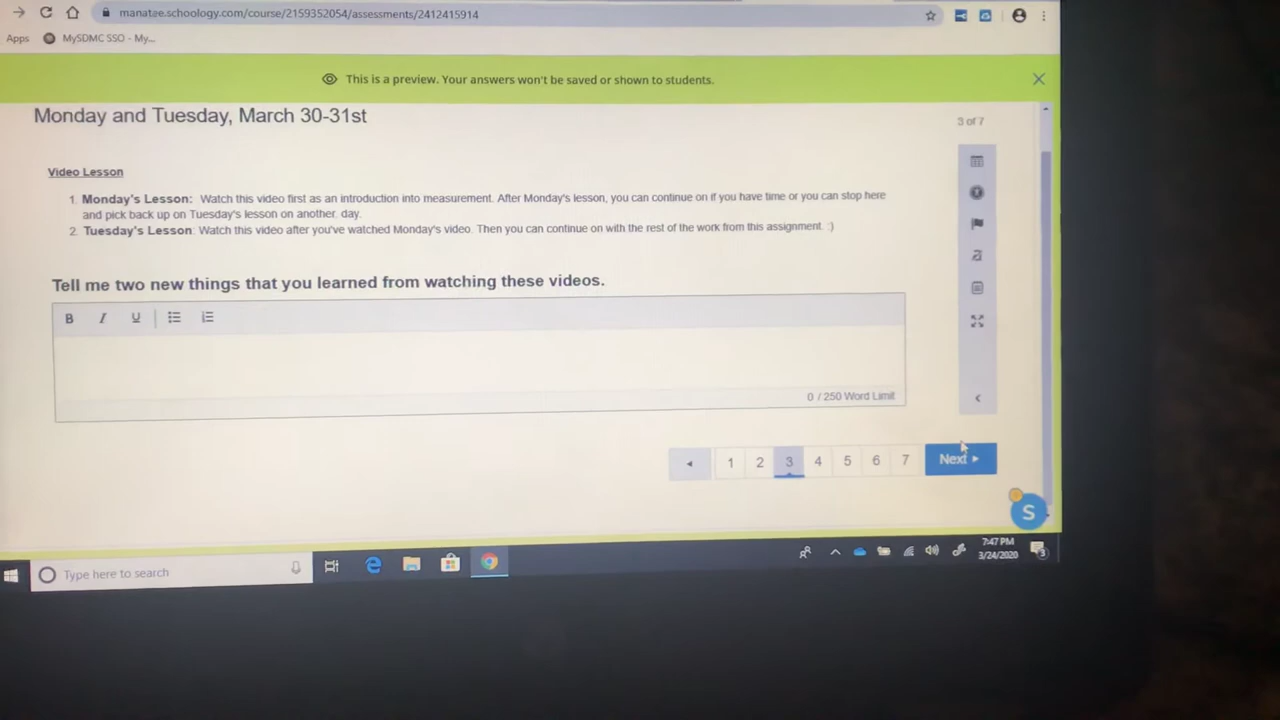 manatee.schoology.com/course/2159352054/assessments/2412415914
Apps MySDMC SSO - My...
This is a preview. Your answers won't be saved or shown to students.
Monday and Tuesday, March 30-31st
3 of 7
Video Lesson
1. Monday's Lesson: Watch this video first as an introduction into measurement. After Monday's lesson, you can continue on if you have time or you can stop here
and pick back up on Tuesday's lesson on another. day.
2. Tuesday's Lesson: Watch this video after you've watched Monday's video. Then you can continue on with the rest of the work from this assignment. :)
Tell me two new things that you learned from watching these videos.
B I U
0 / 250 Word Limit
1 2 3 4 5 6 7 Next
S
Type here to search
7:47 PM
3/24/2020
3